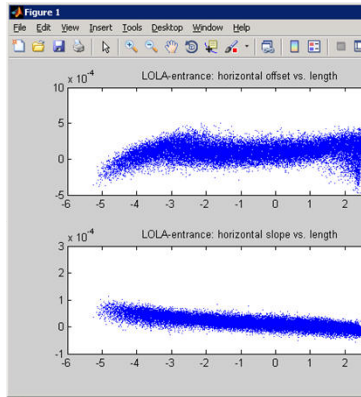 Figure 1
File Edit View Insert Tools Desktop Window Help
x 10-4
LOLA-entrance: horizontal offset vs. length
10
5
0
-5
-6 -5 -4 -3 -2 -1 0 1 2
x 10-4
LOLA-entrance: horizontal slope vs. length
3
2
1
0
-1
-6 -5 -4 -3 -2 -1 0 1 2